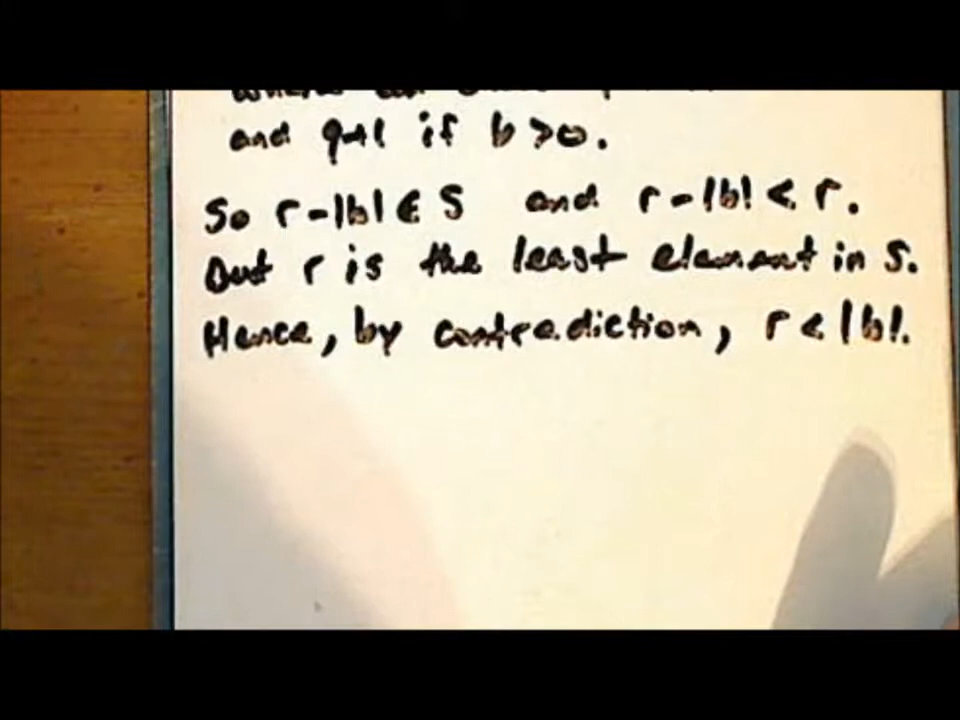 and q+1 if b >0.
So r-|b| ∈ S and r-|b| < r.
But r is the least element in S.
Hence, by contradiction, r < |b|.